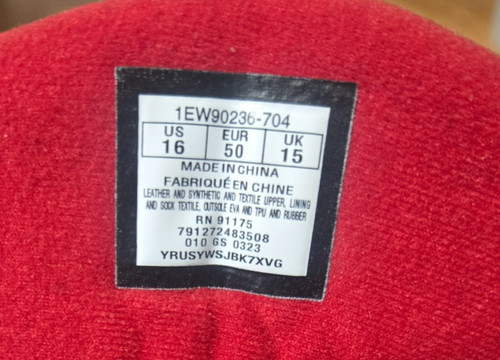 1EW90236-704
US EUR UK
16 50 15
MADE IN CHINA
FABRIQUÉ EN CHINE
LEATHER AND SYNTHETIC AND TEXTILE UPPER, LINING
AND SOCK TEXTILE, OUTSOLE EVA AND TPU AND RUBBER
RN 91175
791272483508
010 GS 0323
YRUSYWSJBK7XVG